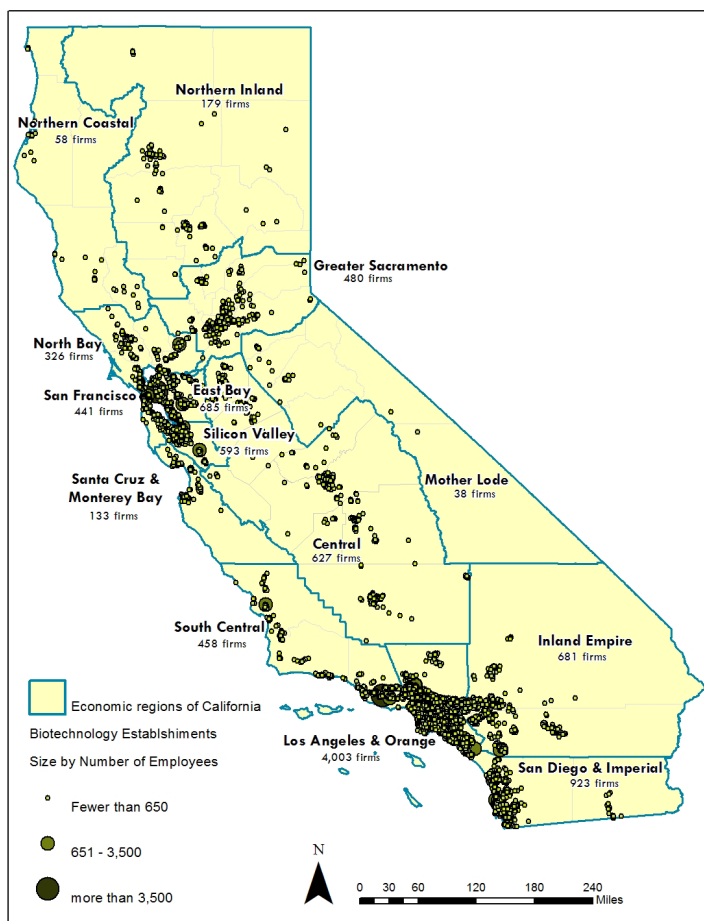 Northern Inland
179 firms
Northern Coastal
58 firms
Greater Sacramento
480 firms
North Bay
326 firms
San Francisco
441 firms
East Bay
685 firms
Silicon Valley
593 firms
Santa Cruz &
Monterey Bay
133 firms
Mother Lode
38 firms
Central
627 firms
South Central
458 firms
Inland Empire
681 firms
Los Angeles & Orange
4,003 firms
San Diego & Imperial
923 firms
Economic regions of California
Biotechnology Establshiments
Size by Number of Employees
Fewer than 650
651 - 3,500
more than 3,500
N
0 30 60 120 180 240
Miles